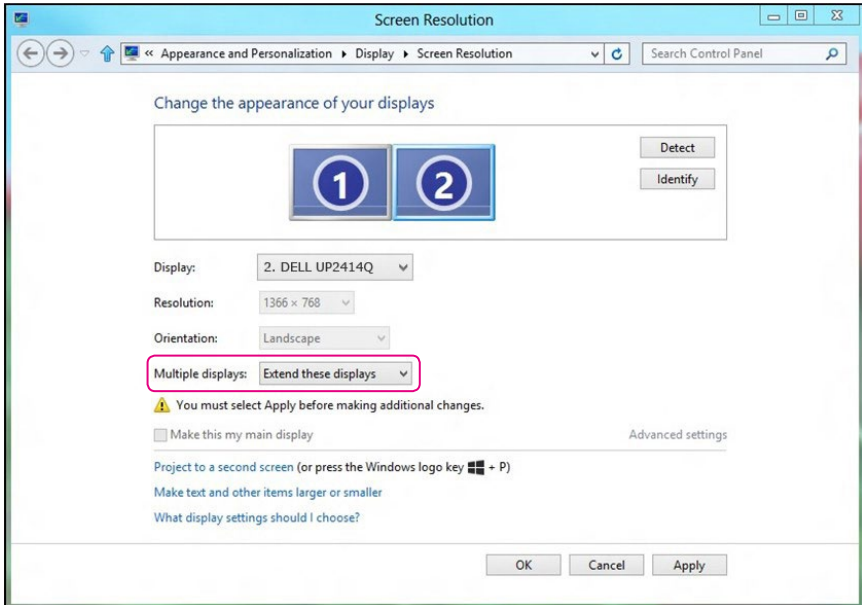 Screen Resolution
« Appearance and Personalization ▸ Display ▸ Screen Resolution Search Control Panel
Change the appearance of your displays
1 2
Detect
Identify
Display: 2. DELL UP2414Q
Resolution: 1366 × 768
Orientation: Landscape
Multiple displays: Extend these displays
You must select Apply before making additional changes.
Make this my main display Advanced settings
Project to a second screen (or press the Windows logo key + P)
Make text and other items larger or smaller
What display settings should I choose?
OK Cancel Apply